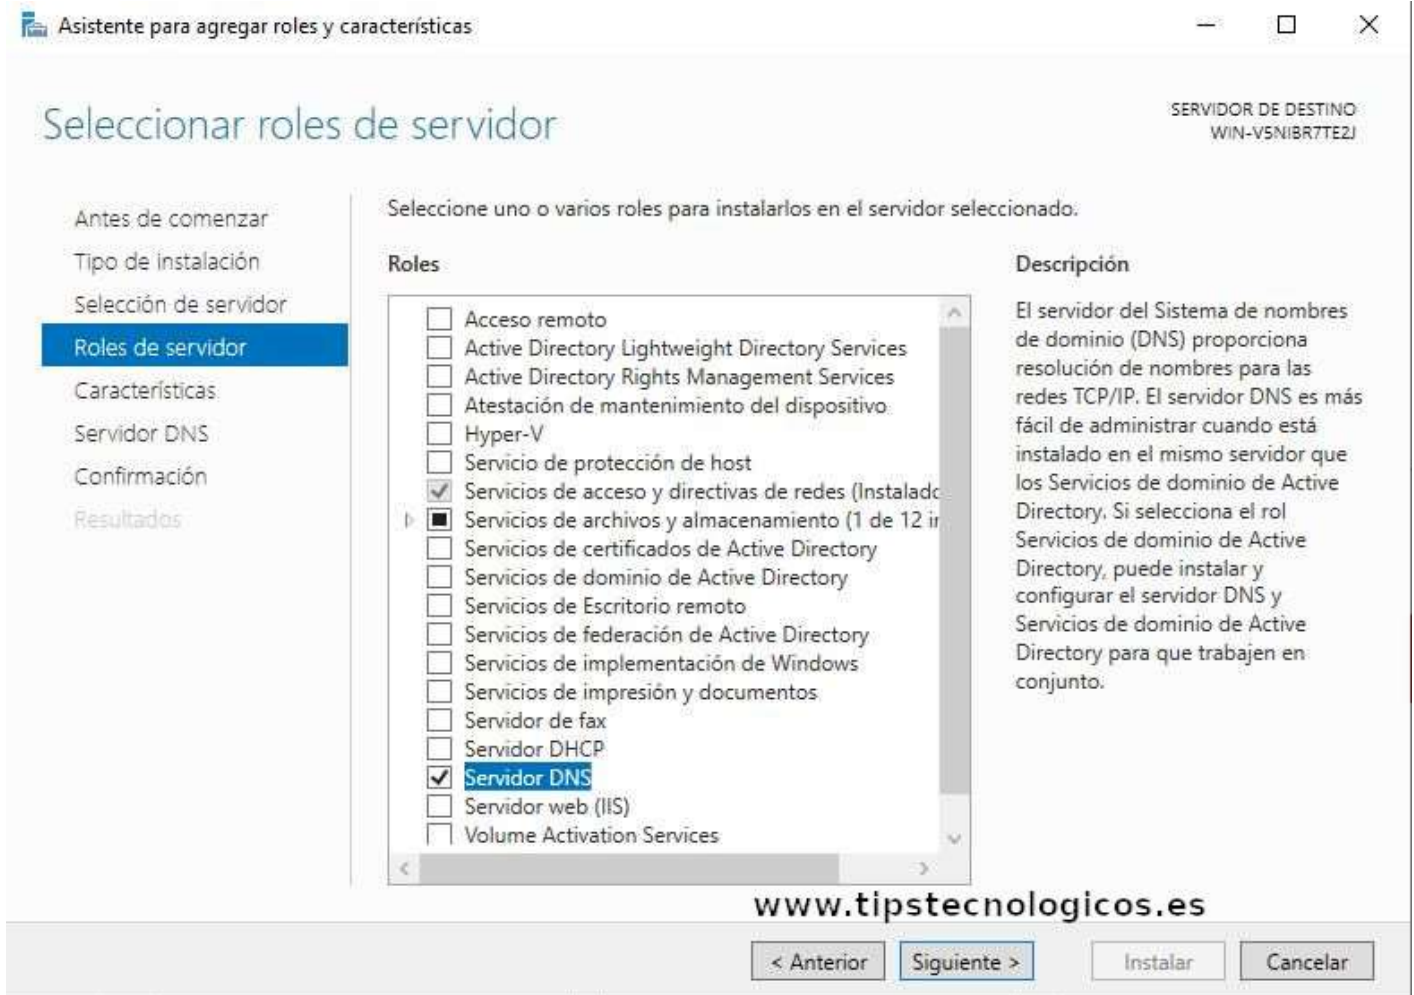 Asistente para agregar roles y características
Seleccionar roles de servidor
SERVIDOR DE DESTINO
WIN-V5NIBR7TE2J
Antes de comenzar
Tipo de instalación
Selección de servidor
Roles de servidor
Características
Servidor DNS
Confirmación
Resultados
Seleccione uno o varios roles para instalarlos en el servidor seleccionado.
Roles
Acceso remoto
Active Directory Lightweight Directory Services
Active Directory Rights Management Services
Atestación de mantenimiento del dispositivo
Hyper-V
Servicio de protección de host
Servicios de acceso y directivas de redes (Instalado
Servicios de archivos y almacenamiento (1 de 12 in
Servicios de certificados de Active Directory
Servicios de dominio de Active Directory
Servicios de Escritorio remoto
Servicios de federación de Active Directory
Servicios de implementación de Windows
Servicios de impresión y documentos
Servidor de fax
Servidor DHCP
Servidor DNS
Servidor web (IIS)
Volume Activation Services
Descripción
El servidor del Sistema de nombres
de dominio (DNS) proporciona
resolución de nombres para las
redes TCP/IP. El servidor DNS es más
fácil de administrar cuando está
instalado en el mismo servidor que
los Servicios de dominio de Active
Directory. Si selecciona el rol
Servicios de dominio de Active
Directory, puede instalar y
configurar el servidor DNS y
Servicios de dominio de Active
Directory para que trabajen en
conjunto.
www.tipstecnologicos.es
< Anterior
Siguiente >
Instalar
Cancelar